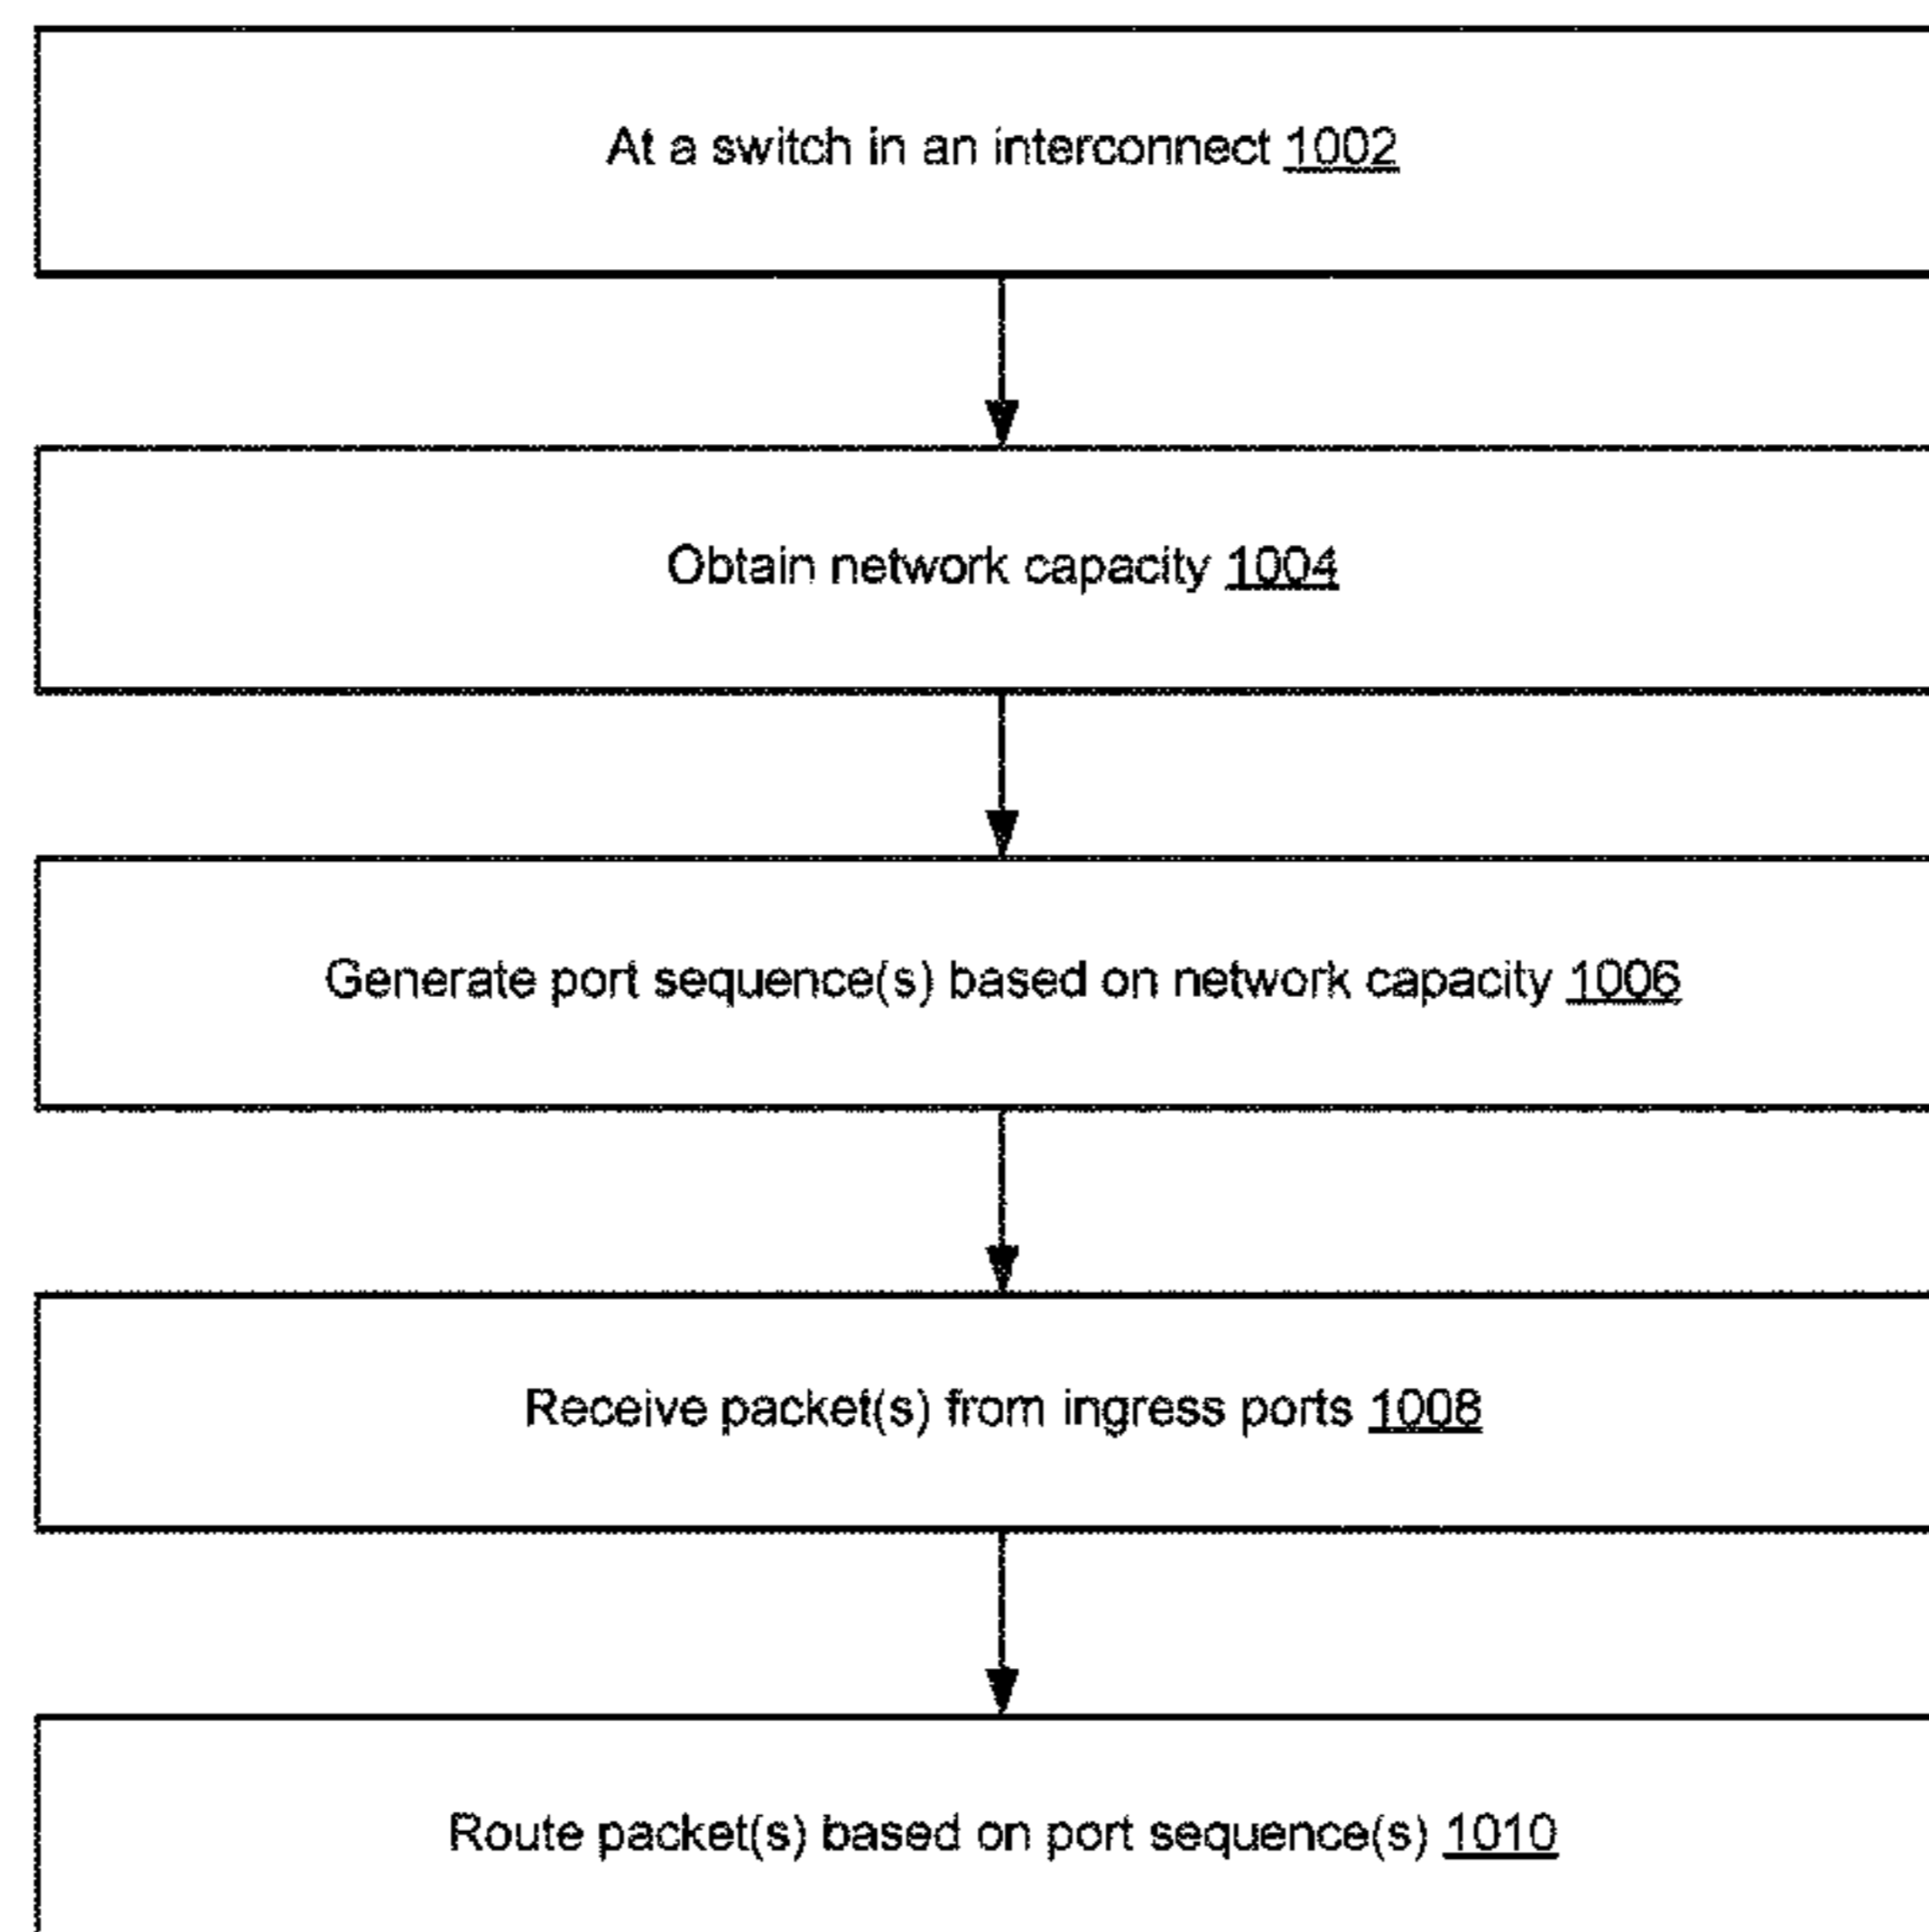 At a switch in an interconnect 1002
Obtain network capacity 1004
Generate port sequence(s) based on network capacity 1006
Receive packet(s) from ingress ports 1008
Route packet(s) based on port sequence(s) 1010